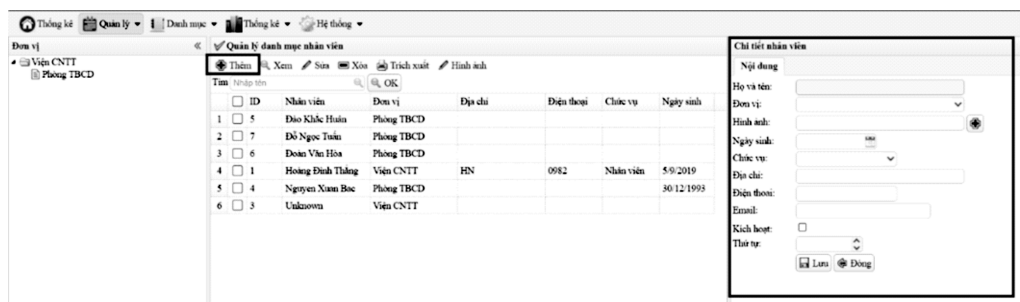 Thống kê Quản lý Danh mục Thống kê Hệ thống
Đơn vị
Viện CNTT
Phòng TBCD
Quản lý danh mục nhân viên
Thêm Xem Sửa Xóa Trích xuất Hình ảnh
Tìm Nhập tên OK
ID Nhân viên Đơn vị Địa chỉ Điện thoại Chức vụ Ngày sinh
1 5 Đào Khắc Huân Phòng TBCD
2 7 Đỗ Ngọc Tuấn Phòng TBCD
3 6 Đoàn Văn Hòa Phòng TBCD
4 1 Hoàng Đình Thắng Viện CNTT HN 0982 Nhân viên 5/9/2019
5 4 Nguyen Xuan Bac Phòng TBCD 30/12/1993
6 3 Unknown Viện CNTT
Chi tiết nhân viên
Nội dung
Họ và tên:
Đơn vị:
Hình ảnh:
Ngày sinh:
Chức vụ:
Địa chỉ:
Điện thoại:
Email:
Kích hoạt:
Thứ tự:
Lưu Đóng